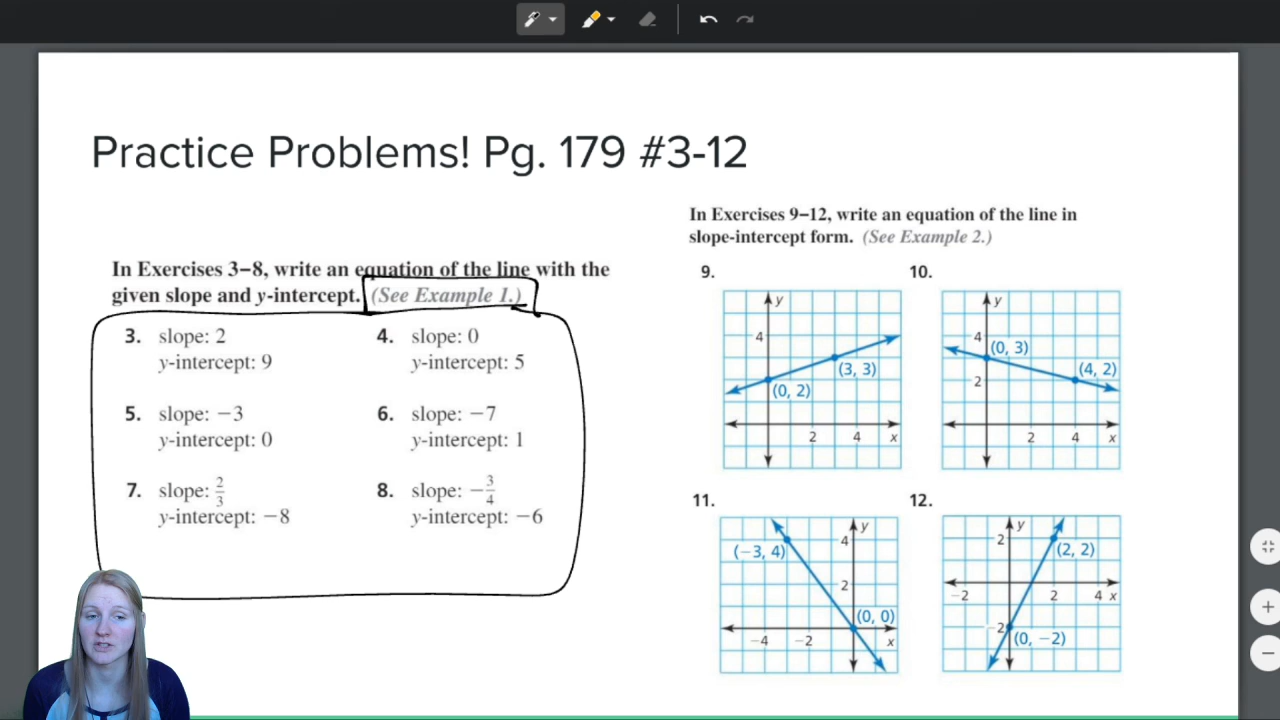 Practice Problems! Pg. 179 #3-12
In Exercises 3–8, write an equation of the line with the
given slope and y-intercept. (See Example 1.)
3. slope: 2
y-intercept: 9
4. slope: 0
y-intercept: 5
5. slope: −3
y-intercept: 0
6. slope: −7
y-intercept: 1
7. slope: 2/3
y-intercept: −8
8. slope: −3/4
y-intercept: −6
In Exercises 9–12, write an equation of the line in
slope-intercept form. (See Example 2.)
9.
y
4
(3, 3)
(0, 2)
2 4 x
10.
y
4
(0, 3)
(4, 2)
2
2 4 x
11.
y
4
(−3, 4)
2
(0, 0)
−4 −2 x
12.
y
2
(2, 2)
−2 2 4 x
−2
(0, −2)